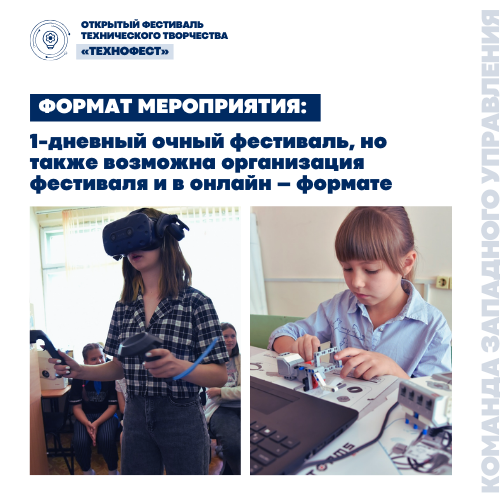 ОТКРЫТЫЙ ФЕСТИВАЛЬ
ТЕХНИЧЕСКОГО ТВОРЧЕСТВА
«ТЕХНОФЕСТ»
ФОРМАТ МЕРОПРИЯТИЯ:
1-дневный очный фестиваль, но
также возможна организация
фестиваля и в онлайн – формате
КОМАНДА ЗАПАДНОГО УПРАВЛЕНИЯ